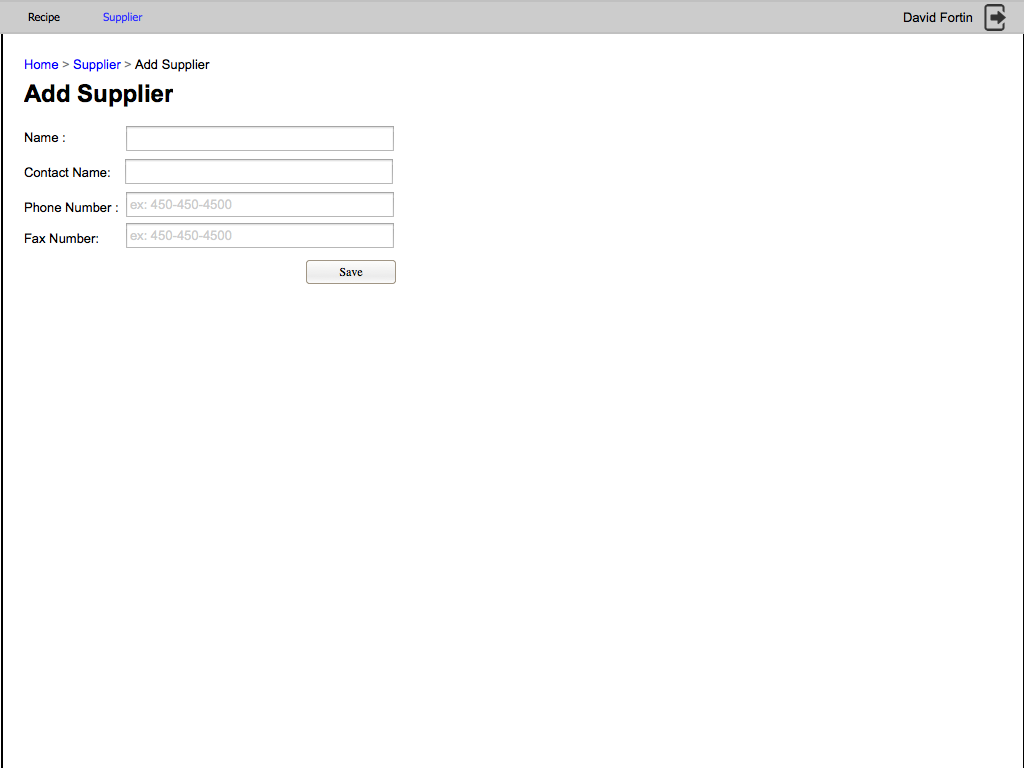 Recipe Supplier David Fortin
Home > Supplier > Add Supplier
Add Supplier
Name :
Contact Name:
Phone Number : ex: 450-450-4500
Fax Number: ex: 450-450-4500
Save